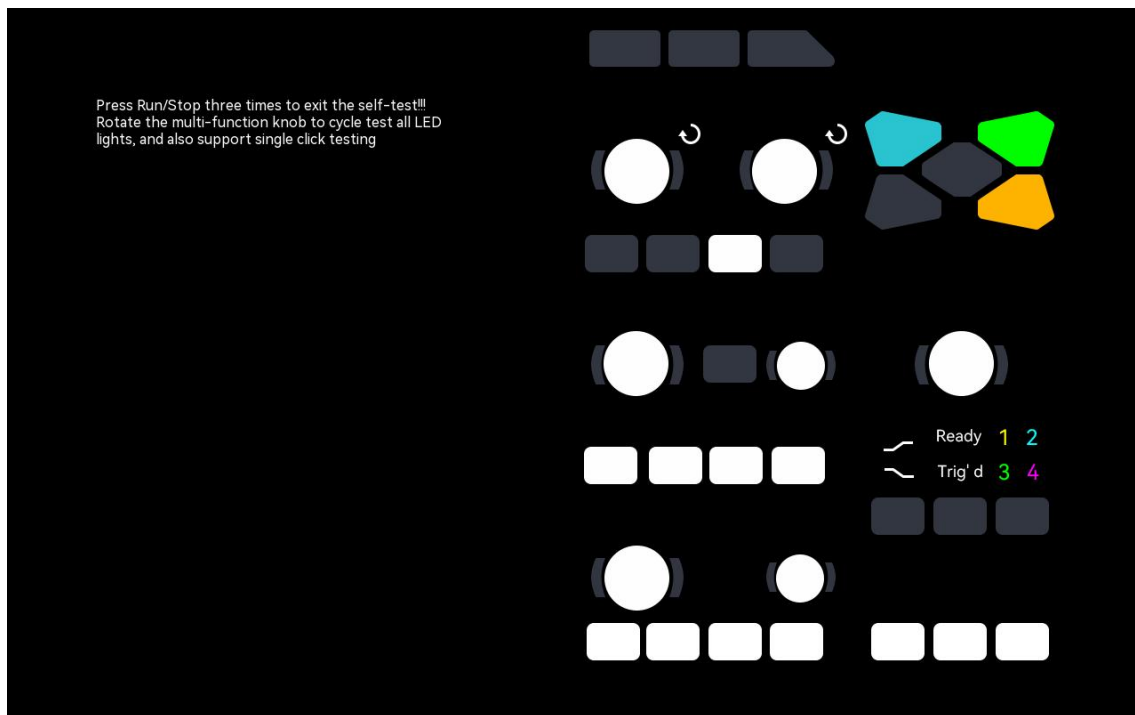 Press Run/Stop three times to exit the self-test!!!
Rotate the multi-function knob to cycle test all LED
lights, and also support single click testing
Ready 1 2
Trig' d 3 4